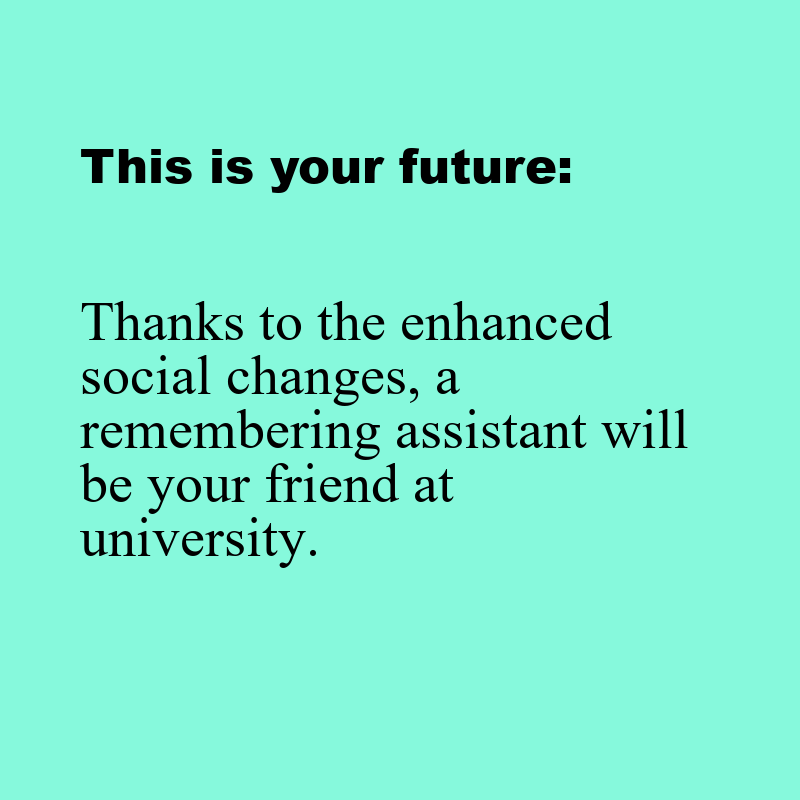 This is your future:
Thanks to the enhanced
social changes, a
remembering assistant will
be your friend at
university.